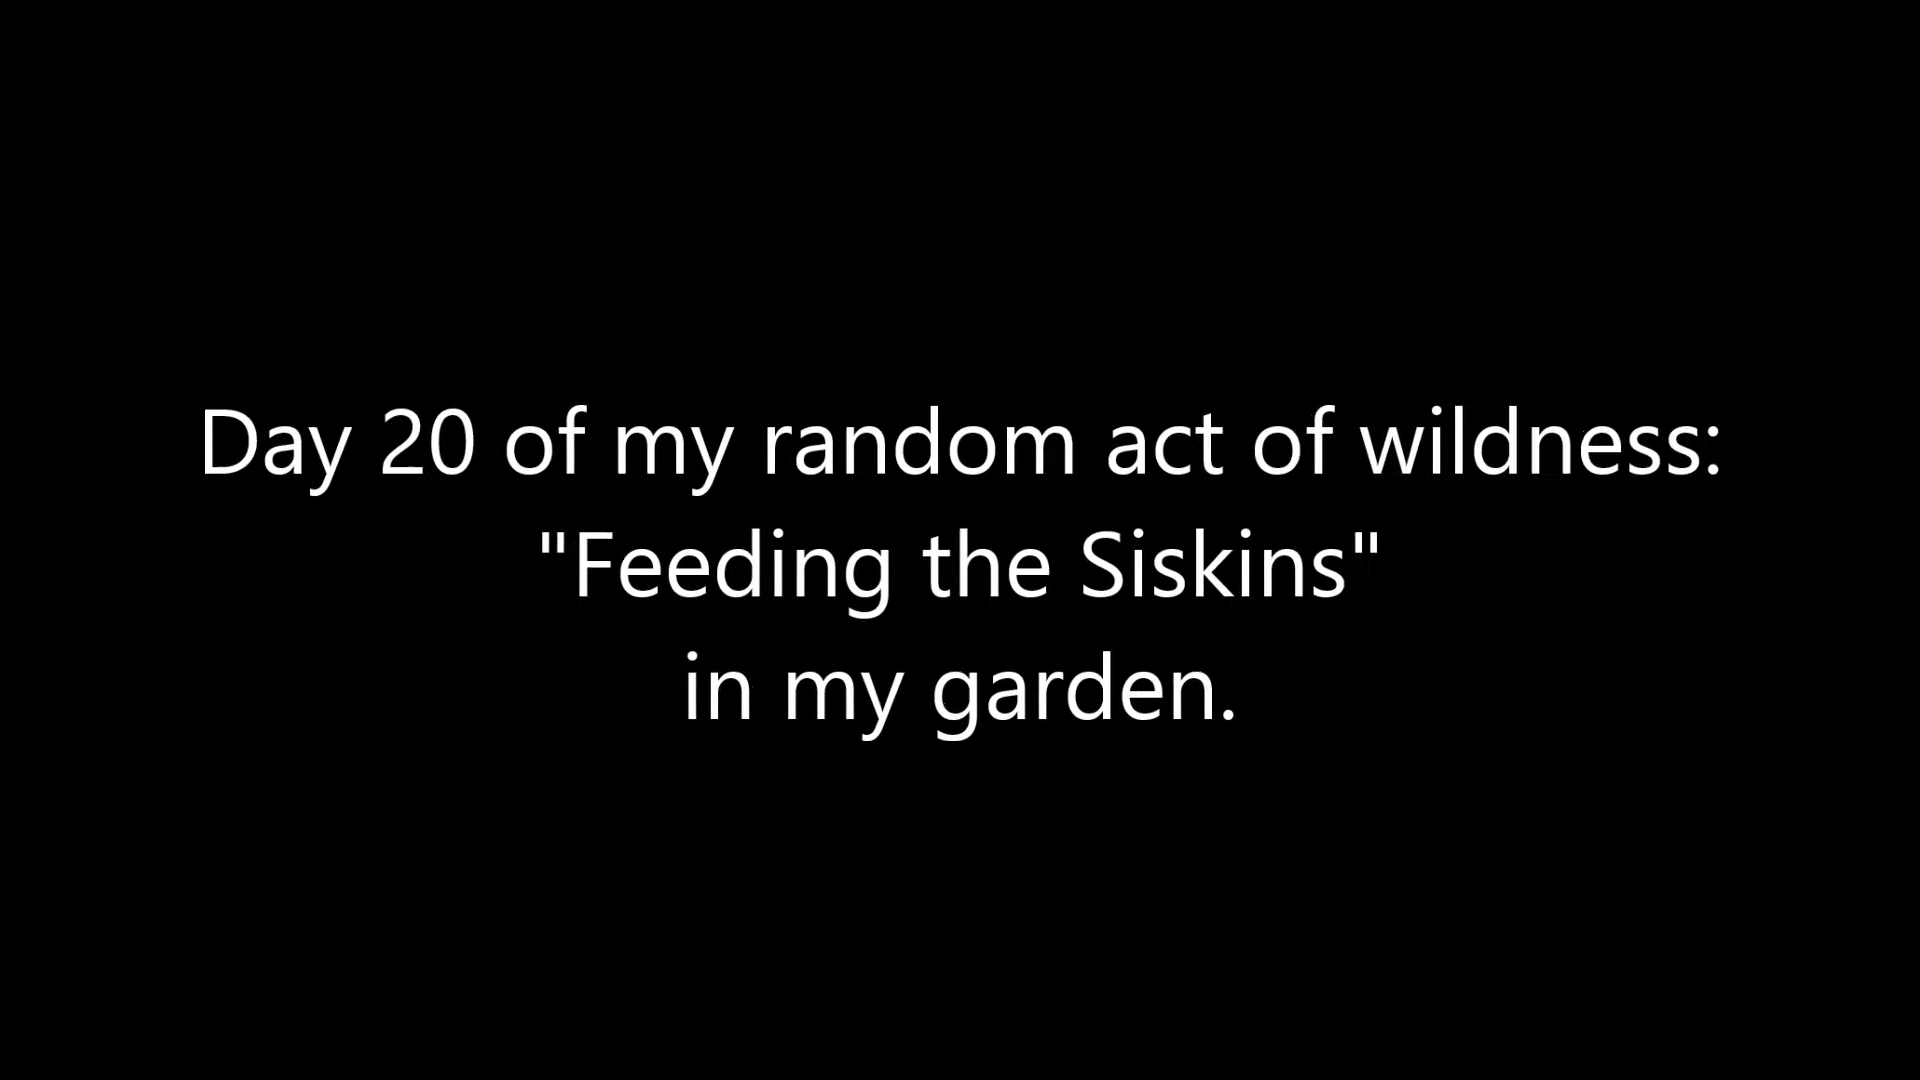 Day 20 of my random act of wildness:
"Feeding the Siskins"
in my garden.